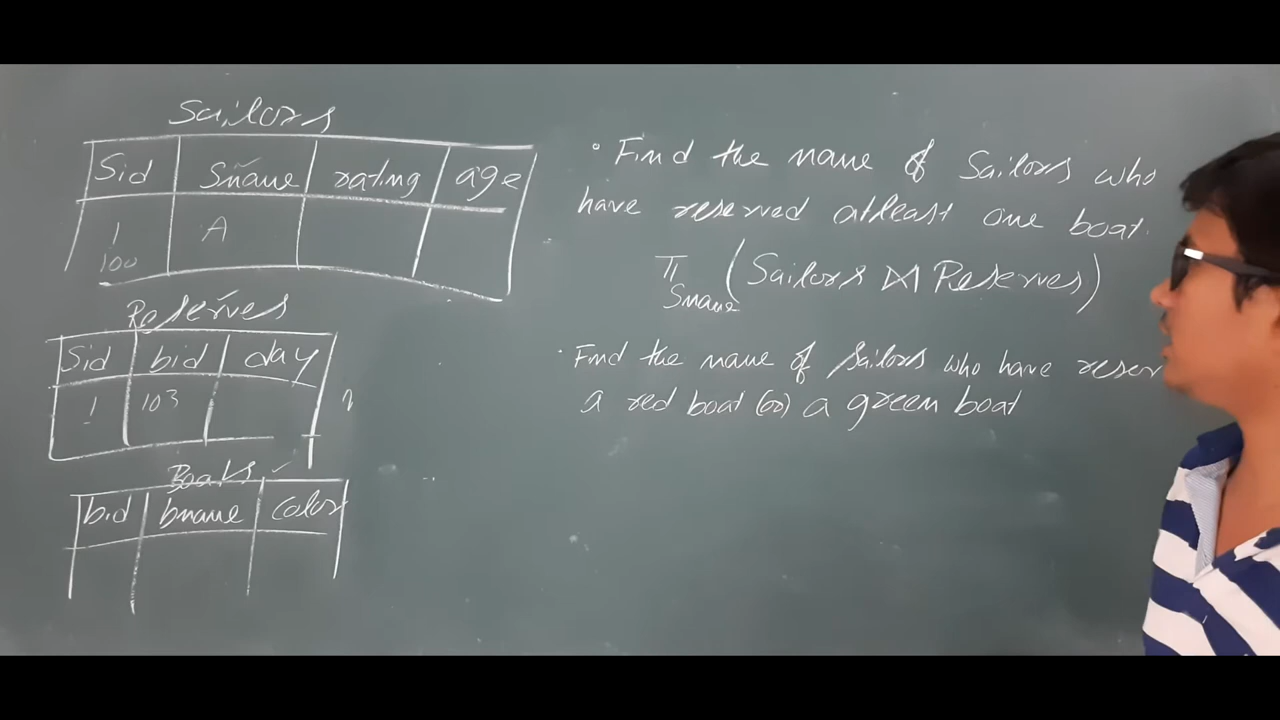 Sailors
Sid Sname rating age
1 A
100
Reserves
Sid bid day
1 103
Boats
bid bname color
• Find the name of Sailors who
have reserved atleast one boat.
π Sname (Sailors ⋈ Reserves)
• Find the name of Sailors who have reser
a red boat (or) a green boat